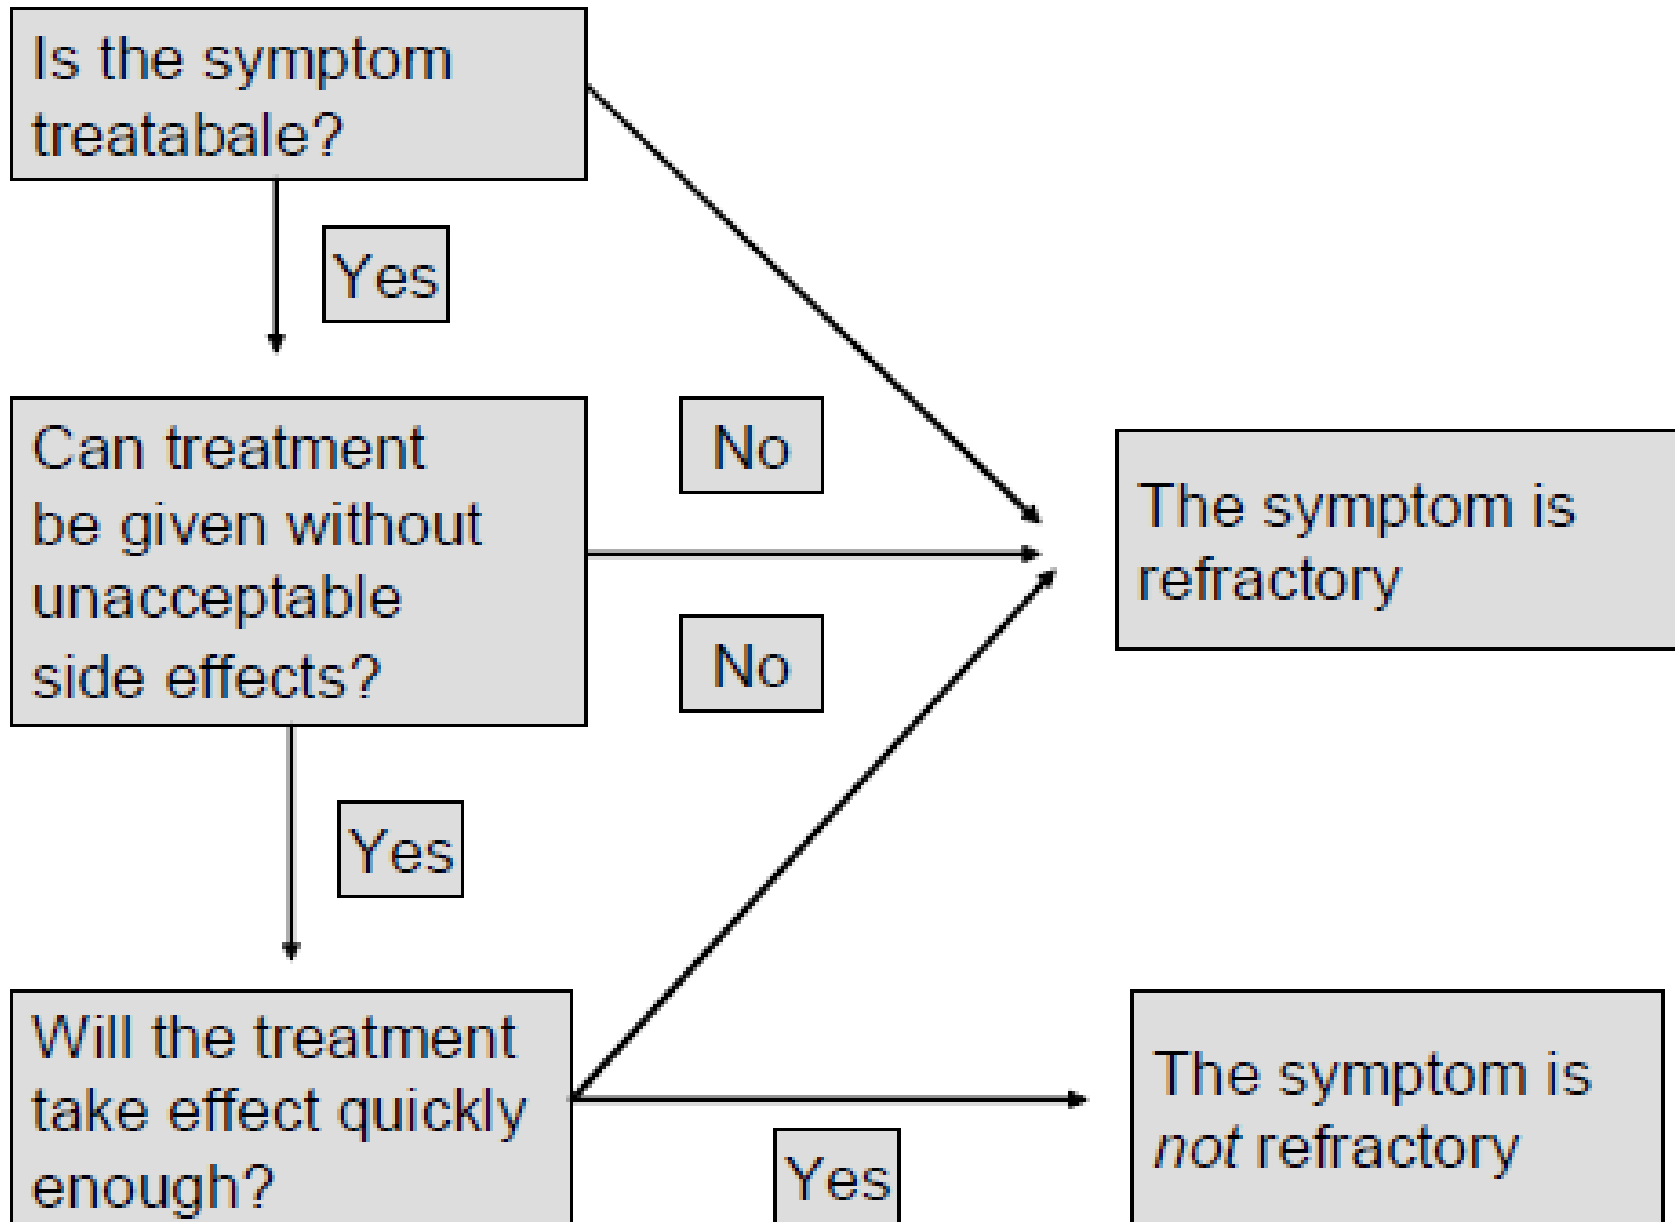 Is the symptom
treatabale?
Yes
Can treatment
be given without
unacceptable
side effects?
No
No
The symptom is
refractory
Yes
Will the treatment
take effect quickly
enough?
Yes
The symptom is
not refractory